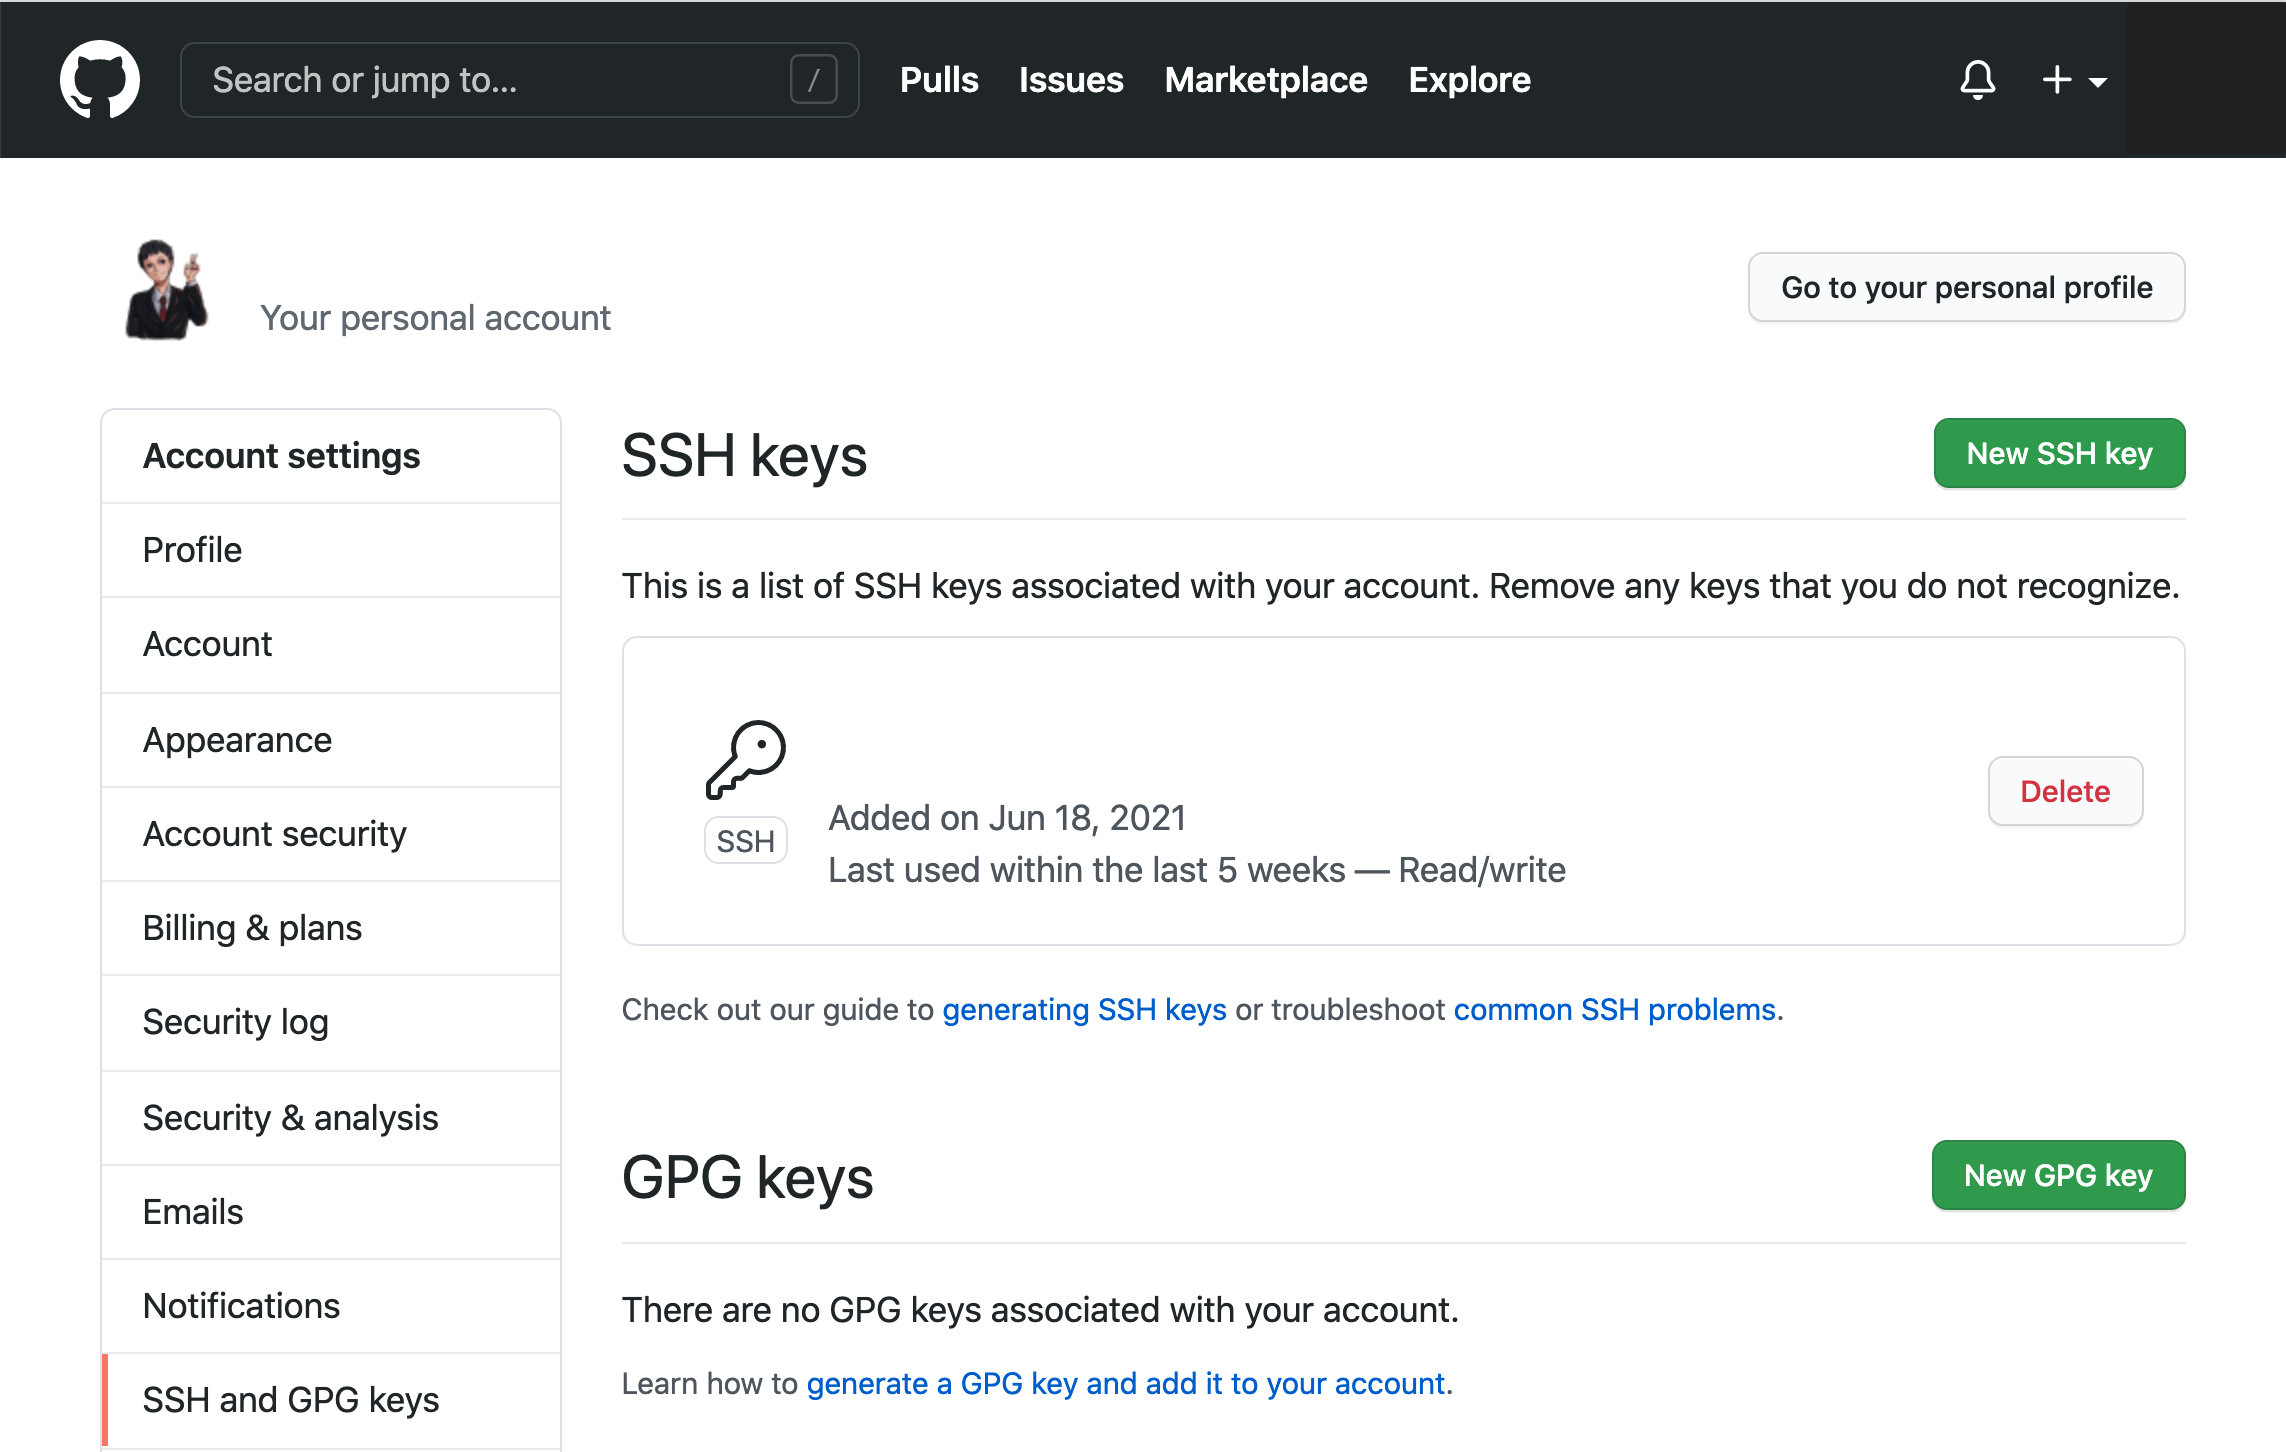 Search or jump to...
/
Pulls
Issues
Marketplace
Explore
Your personal account
Go to your personal profile
Account settings
Profile
Account
Appearance
Account security
Billing & plans
Security log
Security & analysis
Emails
Notifications
SSH and GPG keys
SSH keys
New SSH key
This is a list of SSH keys associated with your account. Remove any keys that you do not recognize.
SSH
Added on Jun 18, 2021
Last used within the last 5 weeks — Read/write
Delete
Check out our guide to generating SSH keys or troubleshoot common SSH problems.
GPG keys
New GPG key
There are no GPG keys associated with your account.
Learn how to generate a GPG key and add it to your account.